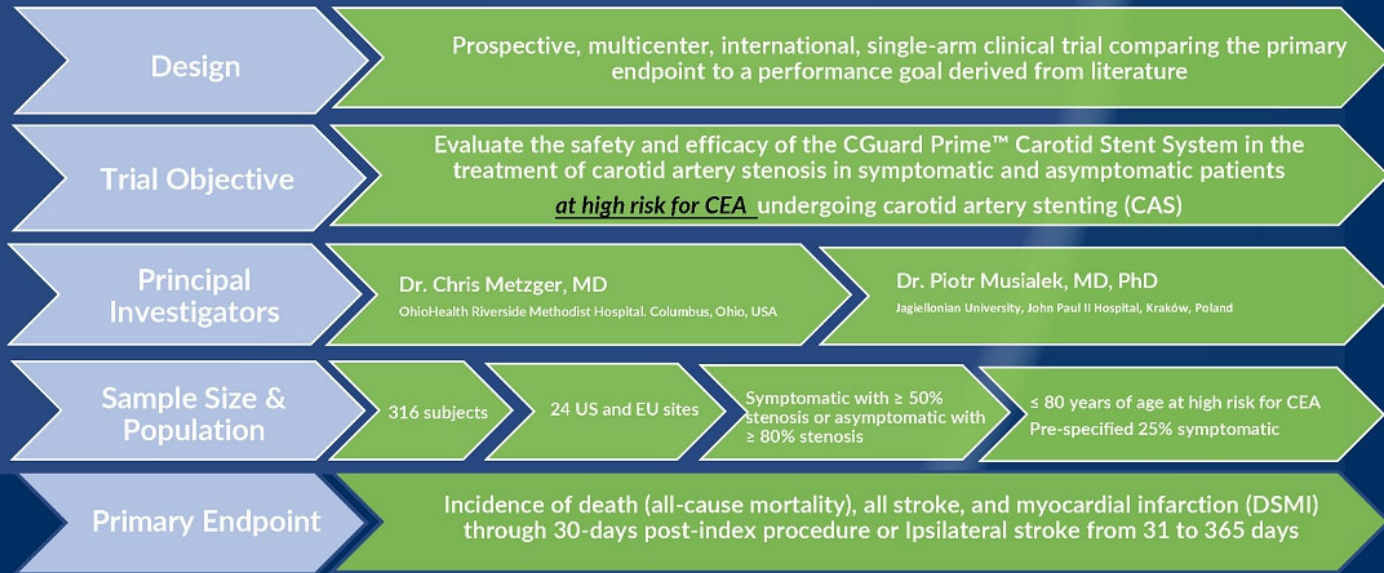 Design
Prospective, multicenter, international, single-arm clinical trial comparing the primary
endpoint to a performance goal derived from literature
Trial Objective
Evaluate the safety and efficacy of the CGuard Prime™ Carotid Stent System in the
treatment of carotid artery stenosis in symptomatic and asymptomatic patients
at high risk for CEA undergoing carotid artery stenting (CAS)
Principal
Investigators
Dr. Chris Metzger, MD
OhioHealth Riverside Methodist Hospital. Columbus, Ohio, USA
Dr. Piotr Musialek, MD, PhD
Jagiellonian University, John Paul II Hospital, Kraków, Poland
Sample Size &
Population
316 subjects
24 US and EU sites
Symptomatic with ≥ 50%
stenosis or asymptomatic with
≥ 80% stenosis
≤ 80 years of age at high risk for CEA
Pre-specified 25% symptomatic
Primary Endpoint
Incidence of death (all-cause mortality), all stroke, and myocardial infarction (DSMI)
through 30-days post-index procedure or Ipsilateral stroke from 31 to 365 days